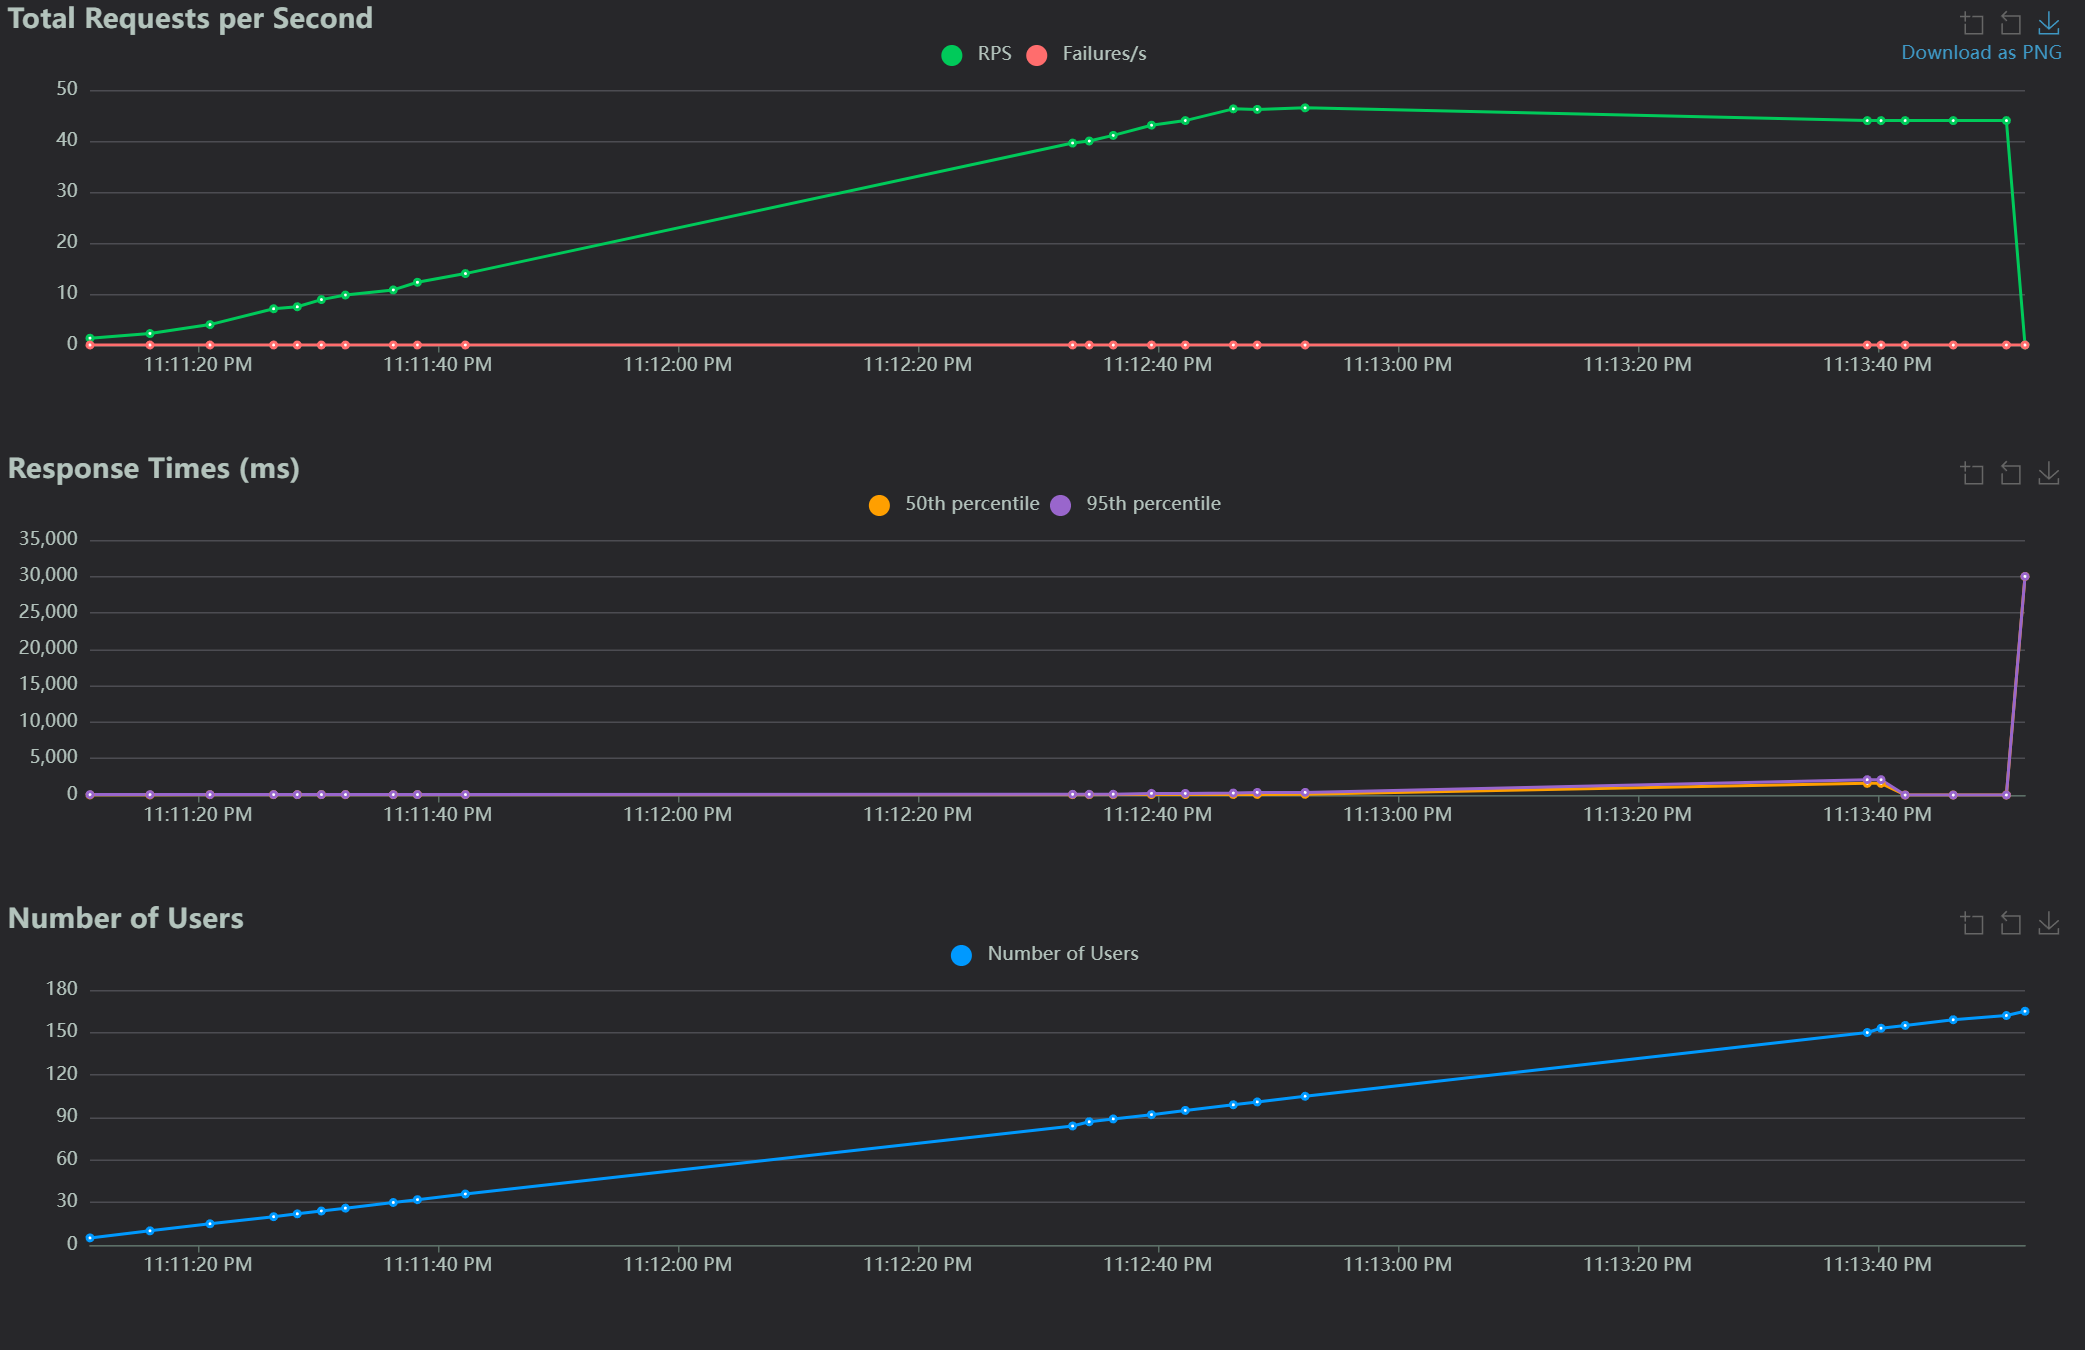 Total Requests per Second
Download as PNG
RPS Failures/s
50
40
30
20
10
0
11:11:20 PM 11:11:40 PM 11:12:00 PM 11:12:20 PM 11:12:40 PM 11:13:00 PM 11:13:20 PM 11:13:40 PM
Response Times (ms)
50th percentile 95th percentile
35,000
30,000
25,000
20,000
15,000
10,000
5,000
0
11:11:20 PM 11:11:40 PM 11:12:00 PM 11:12:20 PM 11:12:40 PM 11:13:00 PM 11:13:20 PM 11:13:40 PM
Number of Users
Number of Users
180
150
120
90
60
30
0
11:11:20 PM 11:11:40 PM 11:12:00 PM 11:12:20 PM 11:12:40 PM 11:13:00 PM 11:13:20 PM 11:13:40 PM